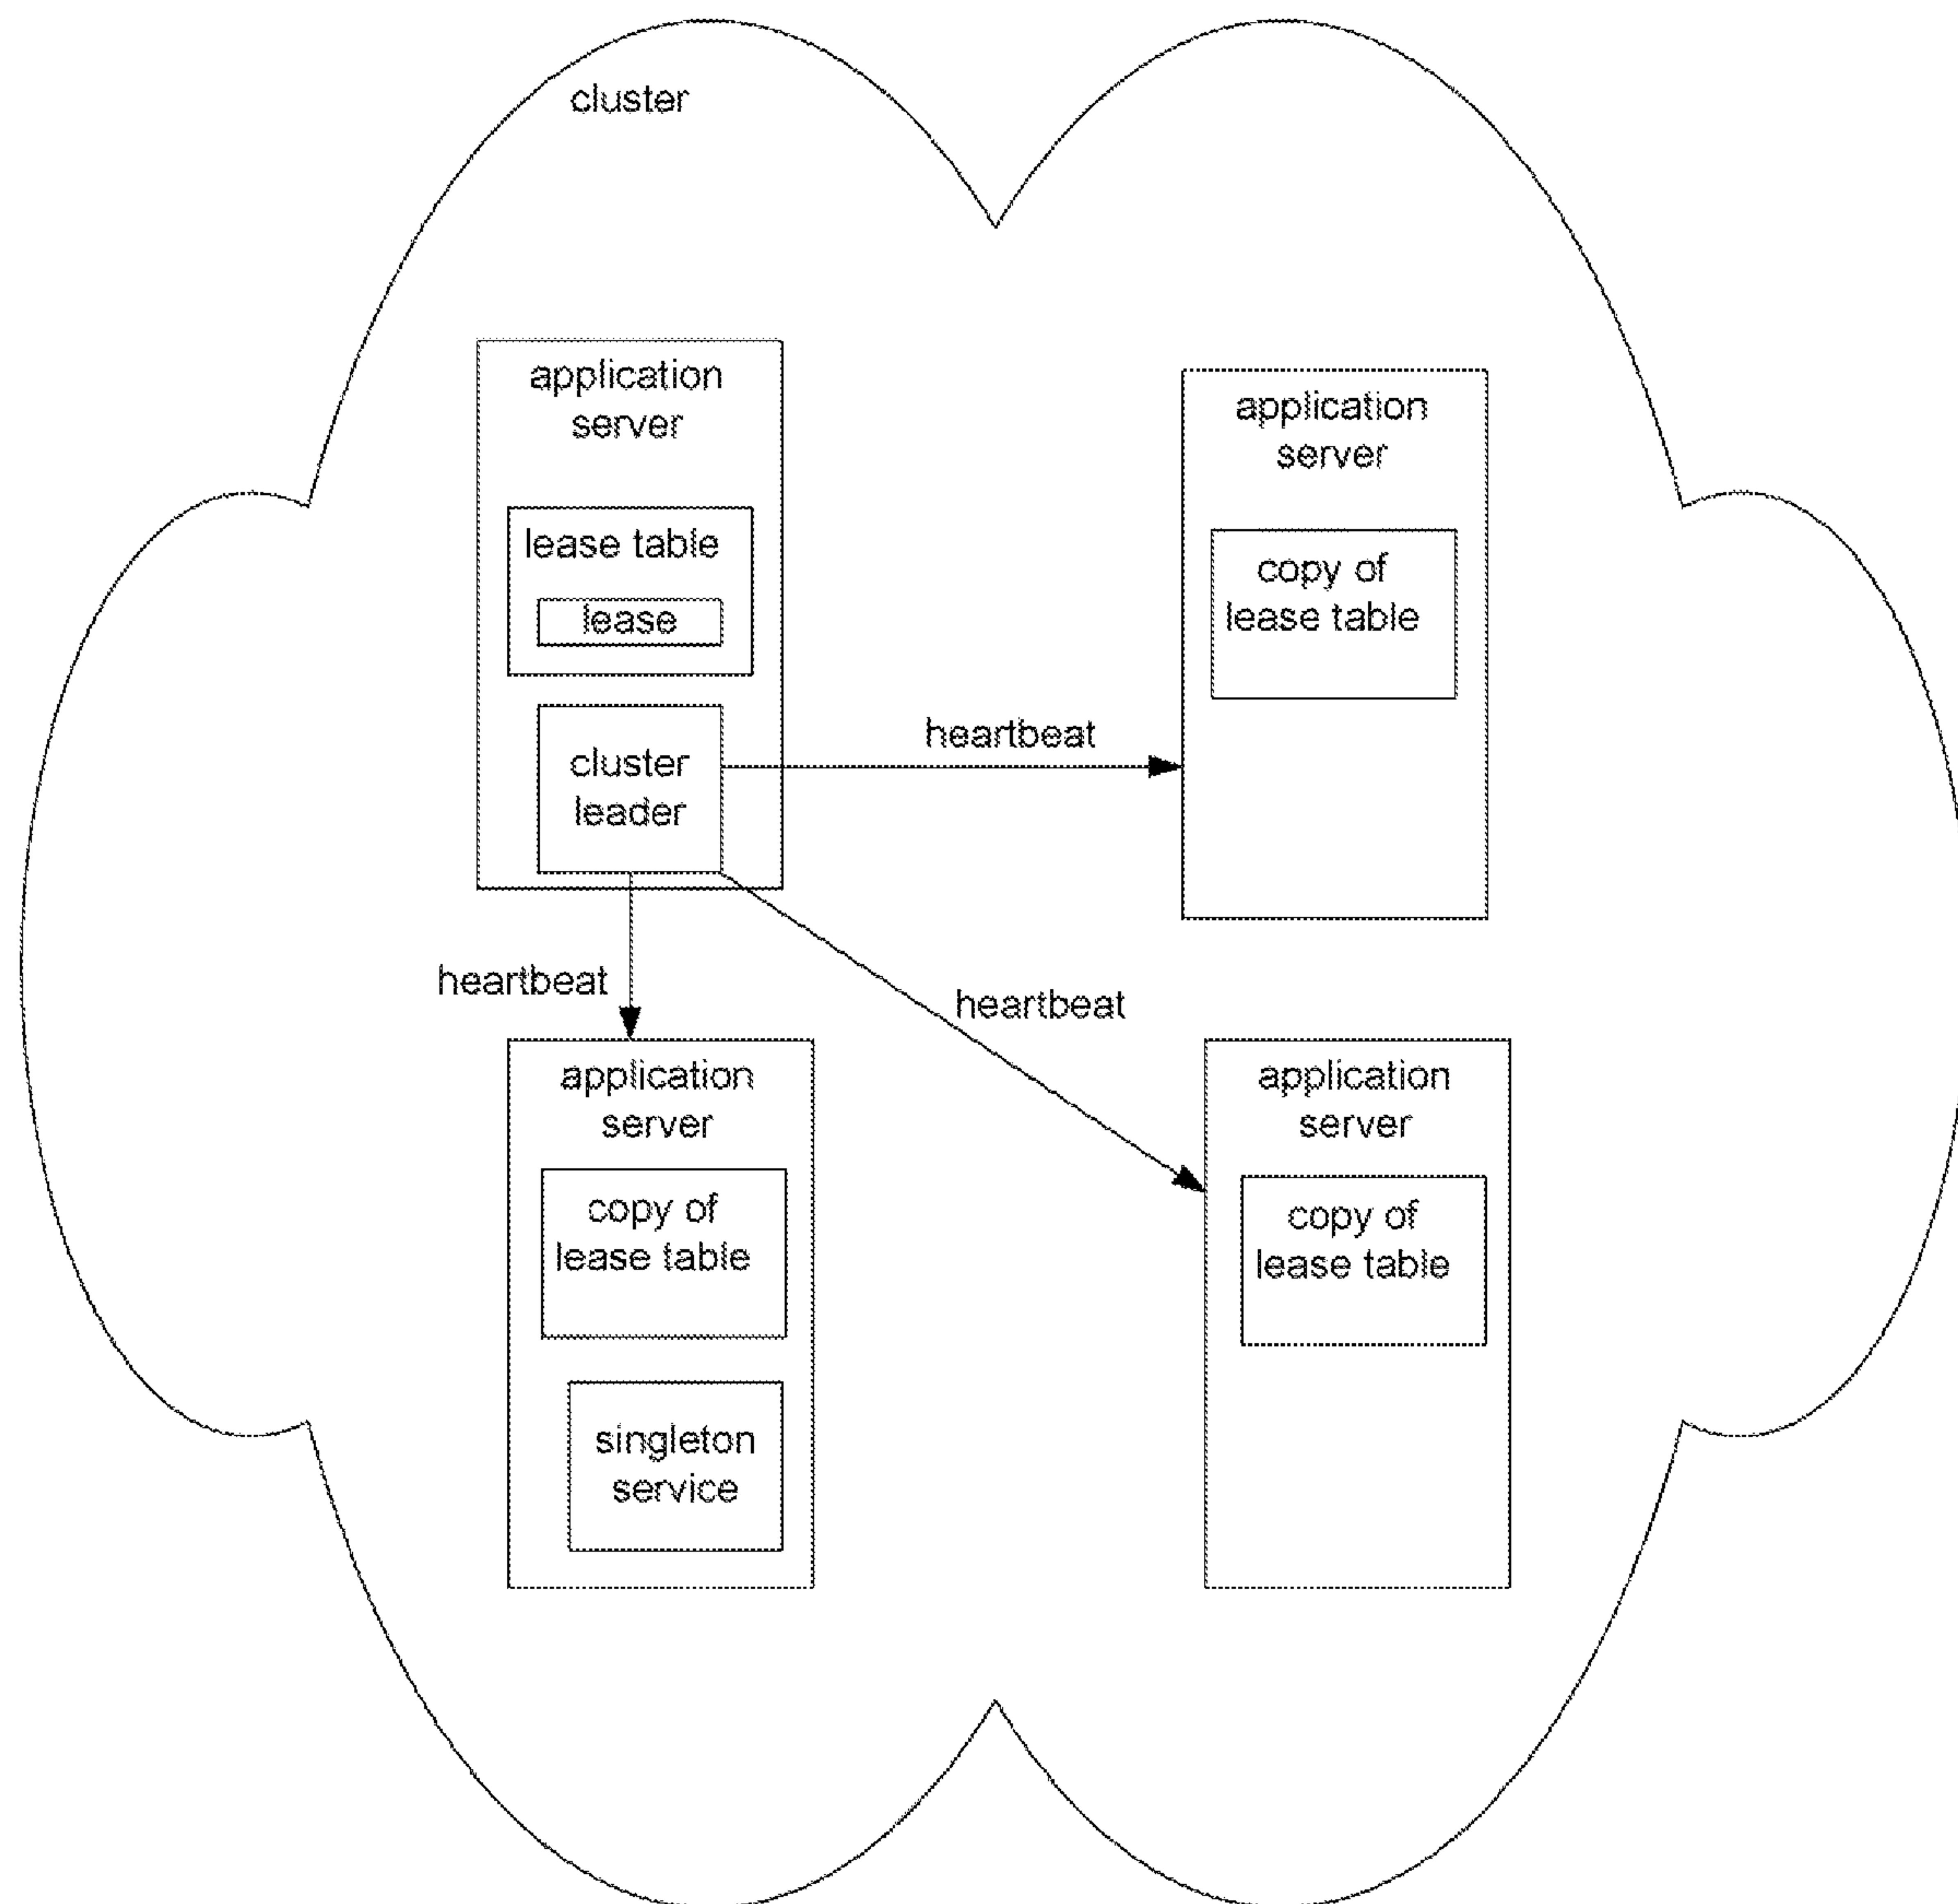 cluster
application
server
lease table
lease
cluster
leader
application
server
copy of
lease table
heartbeat
heartbeat
heartbeat
application
server
copy of
lease table
singleton
service
application
server
copy of
lease table